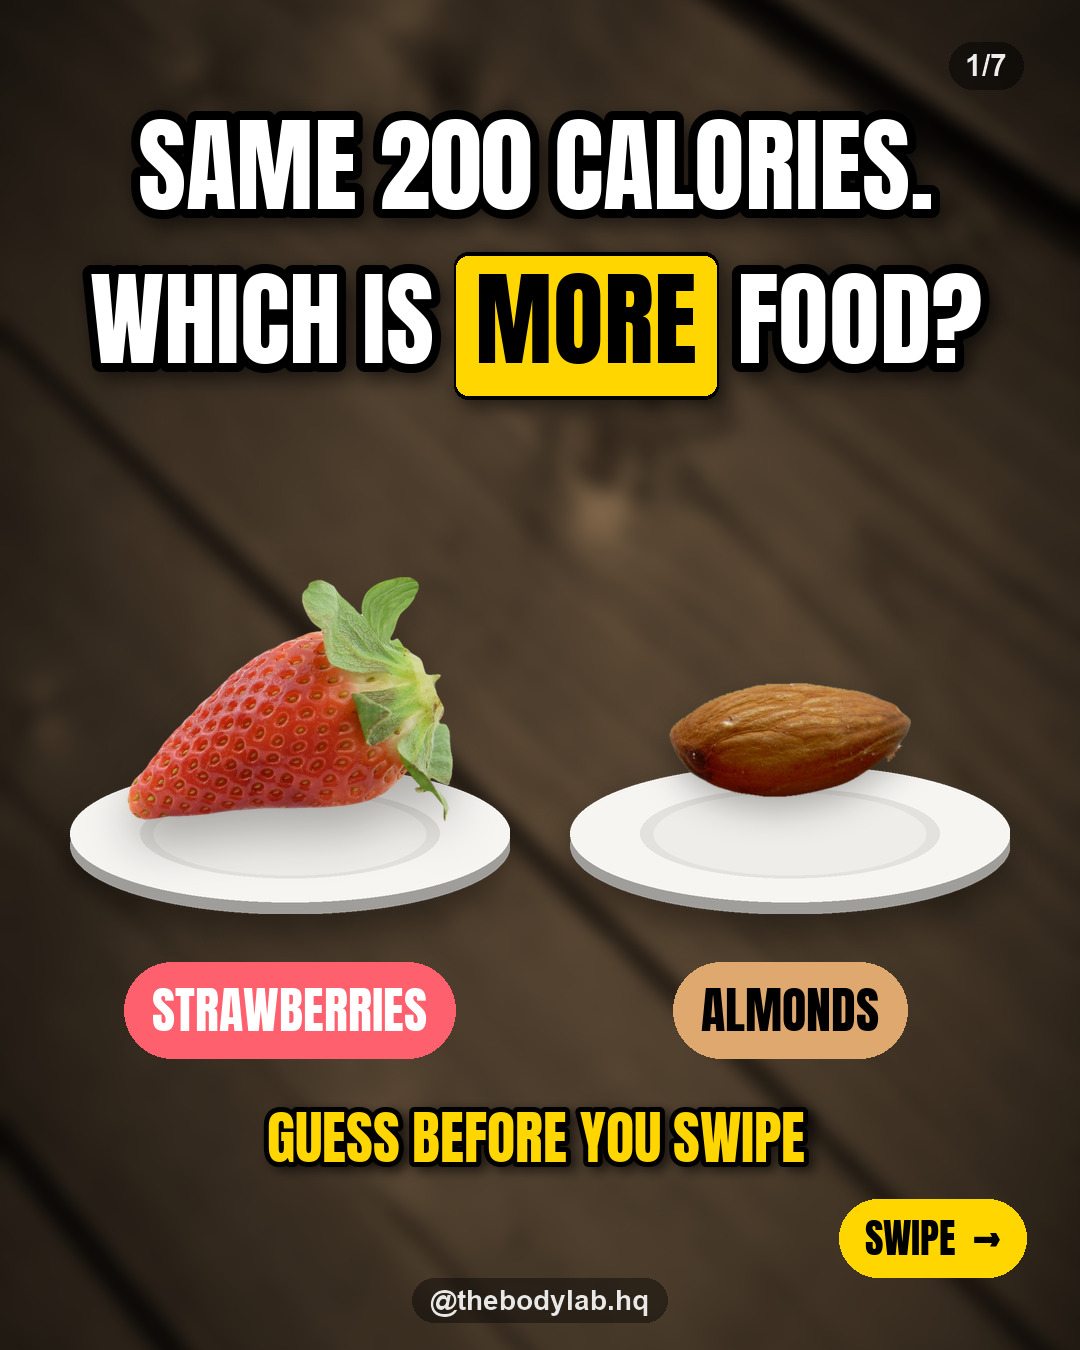 1/7
SAME 200 CALORIES.
WHICH IS MORE FOOD?
STRAWBERRIES
ALMONDS
GUESS BEFORE YOU SWIPE
SWIPE →
@thebodylab.hq